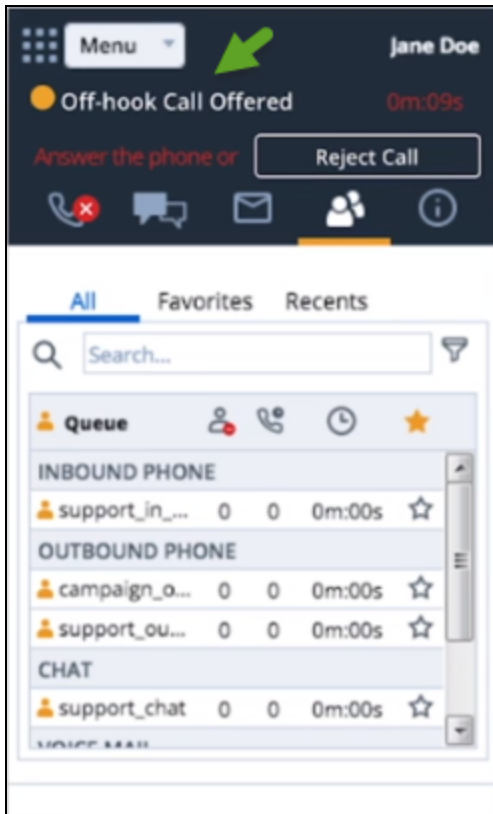 Menu
Jane Doe
Off-hook Call Offered 0m:09s
Answer the phone or Reject Call
All Favorites Recents
Search...
Queue
INBOUND PHONE
support_in_... 0 0 0m:00s
OUTBOUND PHONE
campaign_o... 0 0 0m:00s
support_ou... 0 0 0m:00s
CHAT
support_chat 0 0 0m:00s
VOICE MAIL